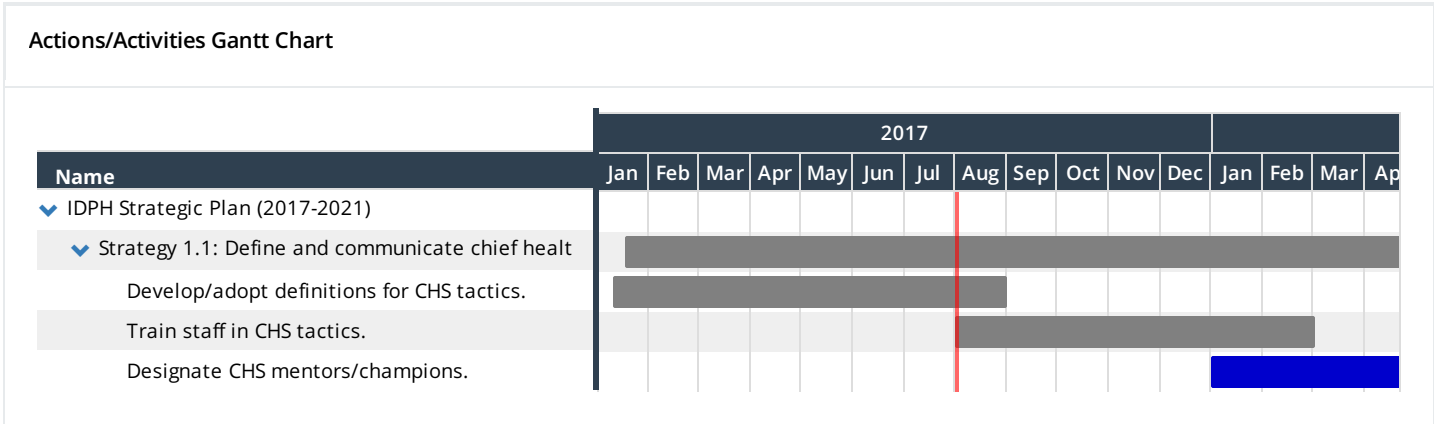 Actions/Activities Gantt Chart
2017
Name Jan Feb Mar Apr May Jun Jul Aug Sep Oct Nov Dec Jan Feb Mar Ap
IDPH Strategic Plan (2017-2021)
Strategy 1.1: Define and communicate chief healt
Develop/adopt definitions for CHS tactics.
Train staff in CHS tactics.
Designate CHS mentors/champions.